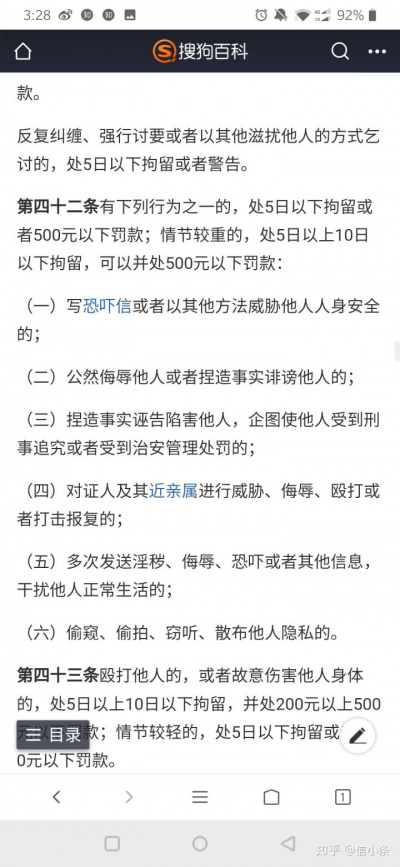 3:28
92%
搜狗百科
款。
反复纠缠、强行讨要或者以其他滋扰他人的方式乞
讨的，处5日以下拘留或者警告。
第四十二条有下列行为之一的，处5日以下拘留或
者500元以下罚款；情节较重的，处5日以上10日
以下拘留，可以并处500元以下罚款：
（一）写恐吓信或者以其他方法威胁他人人身安全
的；
（二）公然侮辱他人或者捏造事实诽谤他人的；
（三）捏造事实诬告陷害他人，企图使他人受到刑
事追究或者受到治安管理处罚的；
（四）对证人及其近亲属进行威胁、侮辱、殴打或
者打击报复的；
（五）多次发送淫秽、侮辱、恐吓或者其他信息，
干扰他人正常生活的；
（六）偷窥、偷拍、窃听、散布他人隐私的。
第四十三条殴打他人的，或者故意伤害他人身体
的，处5日以上10日以下拘留，并处200元以上500
款；情节较轻的，处5日以下拘留或
目录
0元以下罚款。
1
知乎 @信小条